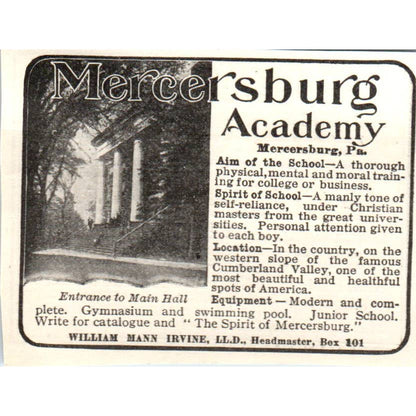 Mercersburg
Academy
Mercersburg, Pa.
Aim of the School—A thorough
physical, mental and moral train-
ing for college or business.
Spirit of School—A manly tone of
self-reliance, under Christian
masters from the great univer-
sities. Personal attention given
to each boy.
Location—In the country, on the
western slope of the famous
Cumberland Valley, one of the
most beautiful and healthful
spots of America.
Entrance to Main Hall
Equipment — Modern and com-
plete. Gymnasium and swimming pool. Junior School.
Write for catalogue and "The Spirit of Mercersburg."
WILLIAM MANN IRVINE, LL.D., Headmaster, Box 101